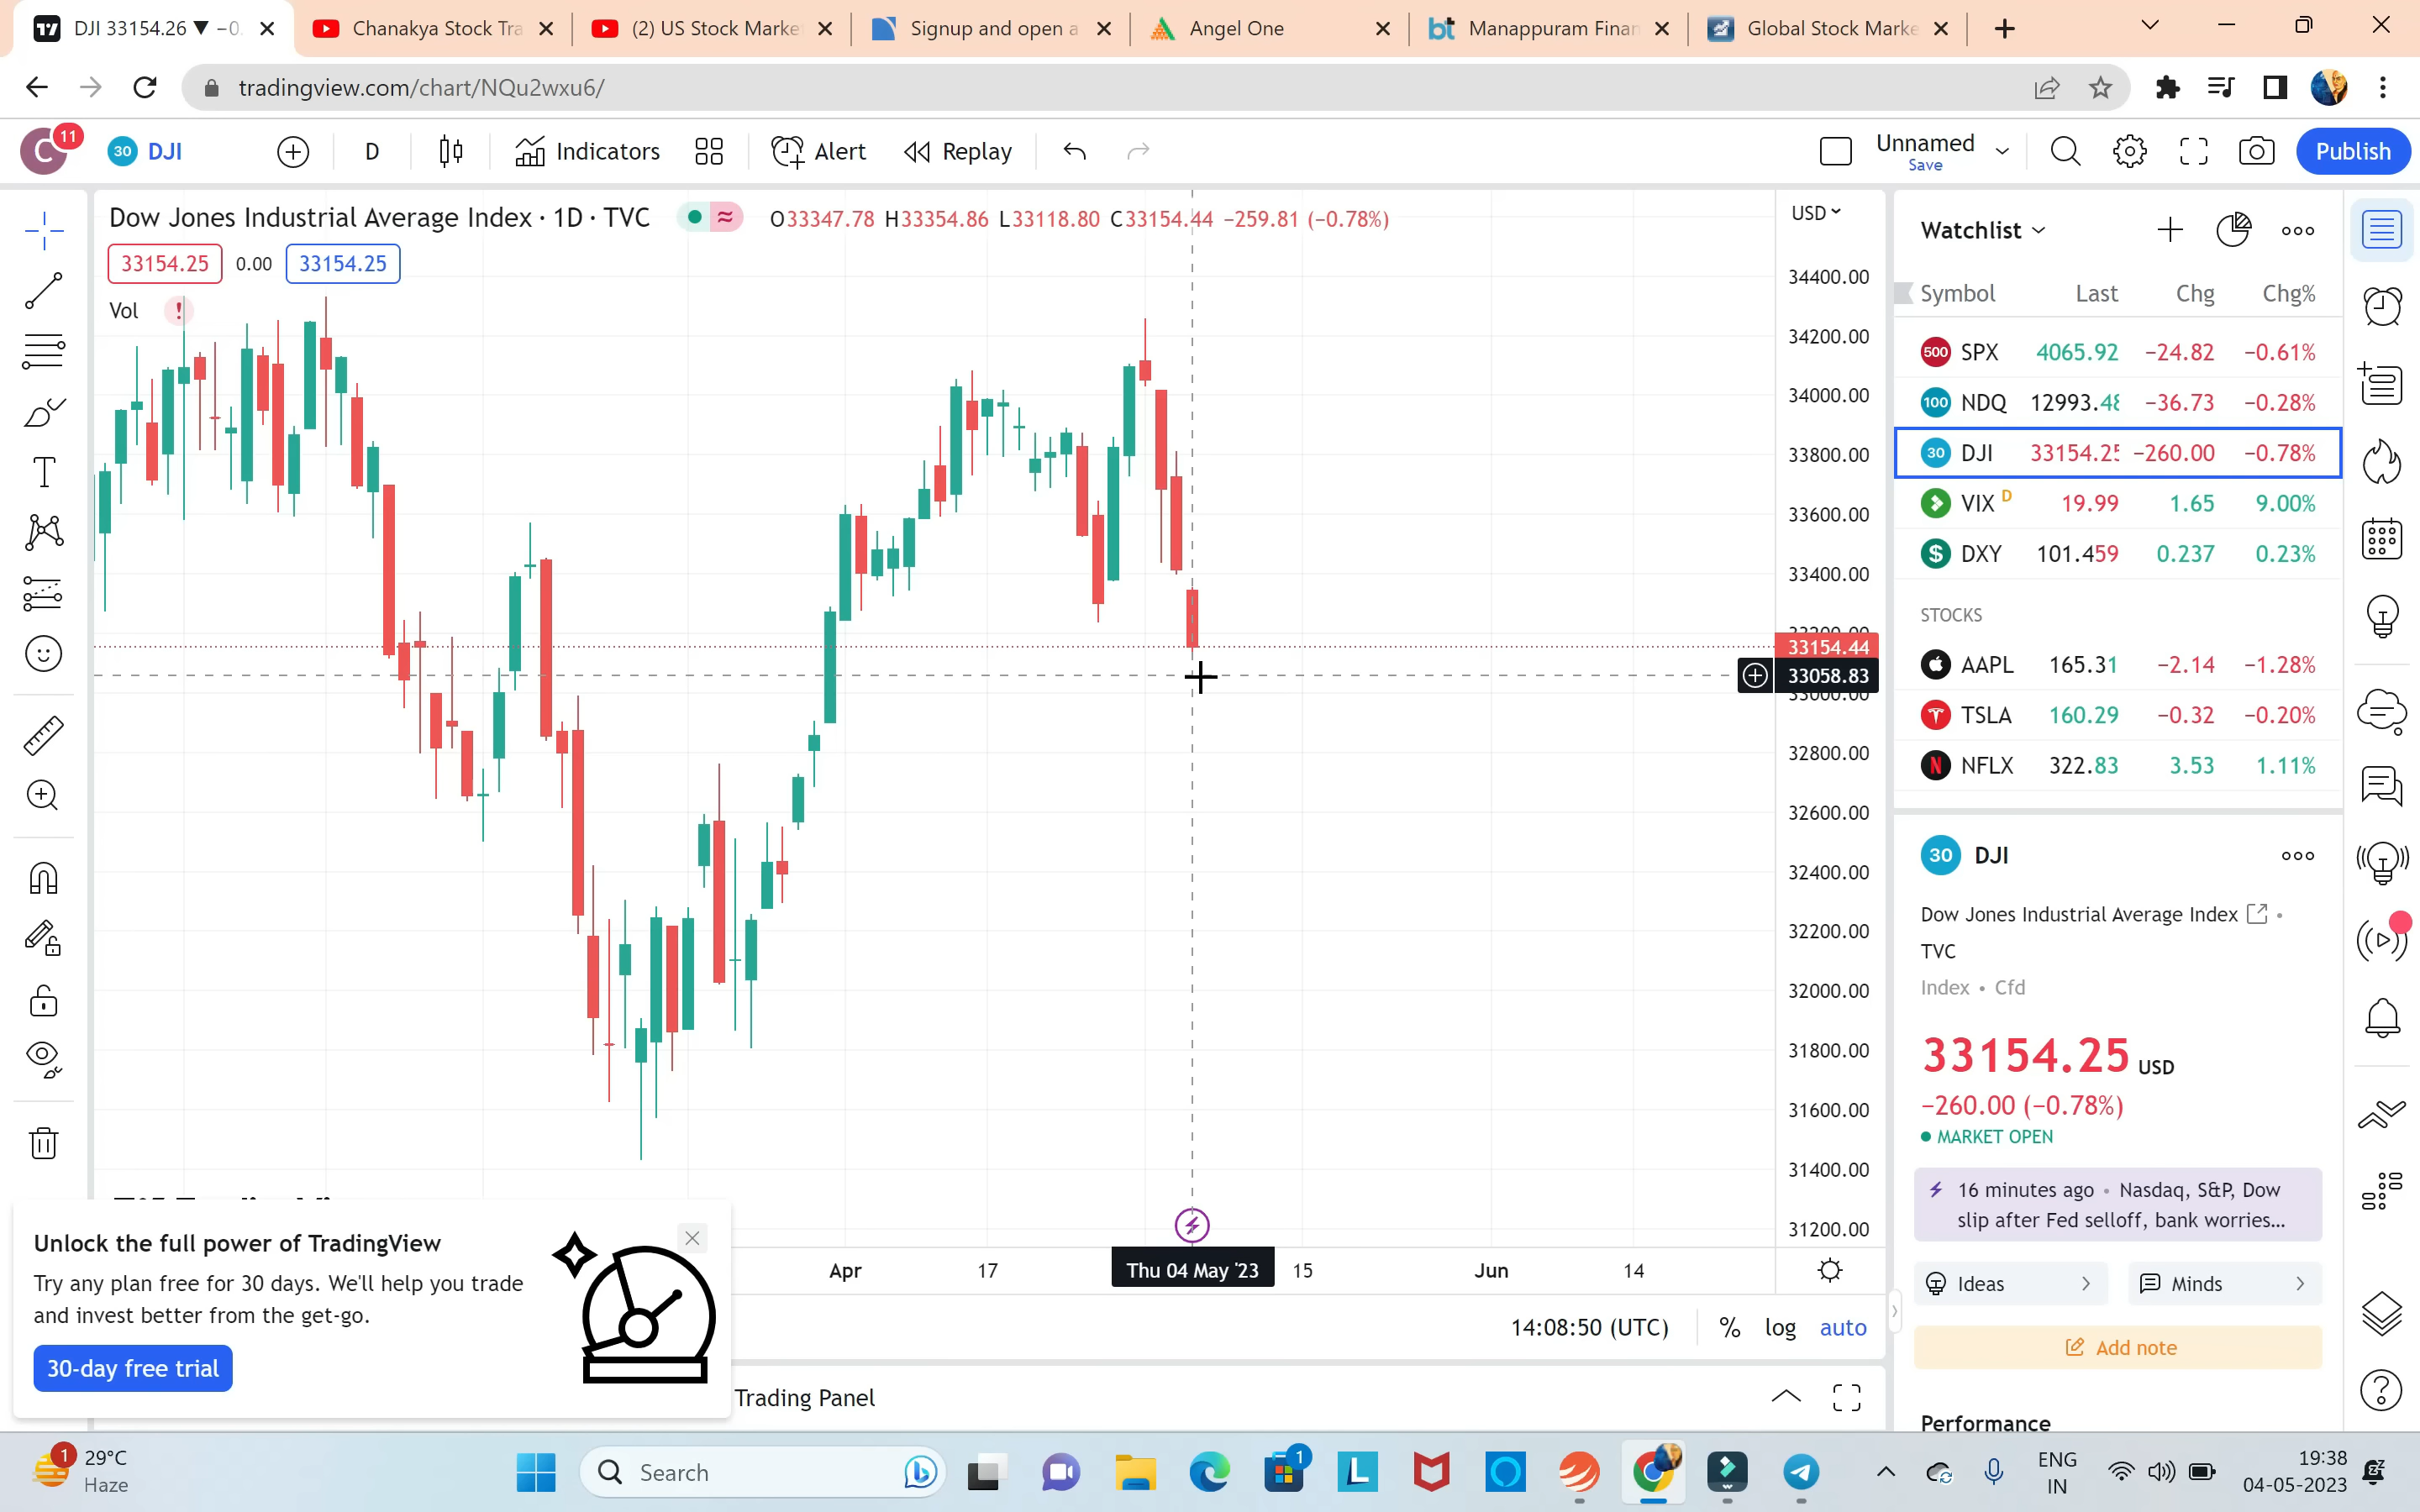 DJI 33154.26 ▼ −0.
Chanakya Stock Tra
(2) US Stock Marke
Signup and open a
Angel One
bt Manappuram Finan
Global Stock Marke
tradingview.com/chart/NQu2wxu6/
C 11
30 DJI
D
Indicators
Alert
Replay
Unnamed
Save
Publish
Dow Jones Industrial Average Index · 1D · TVC
O33347.78 H33354.86 L33118.80 C33154.44 −259.81 (−0.78%)
33154.25 0.00 33154.25
Vol !
USD
34400.00
34200.00
34000.00
33800.00
33600.00
33400.00
33154.44
33058.83
32800.00
32600.00
32400.00
32200.00
32000.00
31800.00
31600.00
31400.00
31200.00
Apr 17 Thu 04 May '23 15 Jun 14
14:08:50 (UTC) % log auto
Trading Panel
Unlock the full power of TradingView
Try any plan free for 30 days. We'll help you trade
and invest better from the get-go.
30-day free trial
Watchlist
Symbol Last Chg Chg%
500 SPX 4065.92 −24.82 −0.61%
100 NDQ 12993.48 −36.73 −0.28%
30 DJI 33154.25 −260.00 −0.78%
VIX D 19.99 1.65 9.00%
DXY 101.459 0.237 0.23%
STOCKS
AAPL 165.31 −2.14 −1.28%
TSLA 160.29 −0.32 −0.20%
NFLX 322.83 3.53 1.11%
30 DJI
Dow Jones Industrial Average Index •
TVC
Index • Cfd
33154.25 USD
−260.00 (−0.78%)
MARKET OPEN
16 minutes ago • Nasdaq, S&P, Dow
slip after Fed selloff, bank worries...
Ideas
Minds
Add note
Performance
1 29°C
Haze
Search
1
L
ENG
IN
19:38
04-05-2023